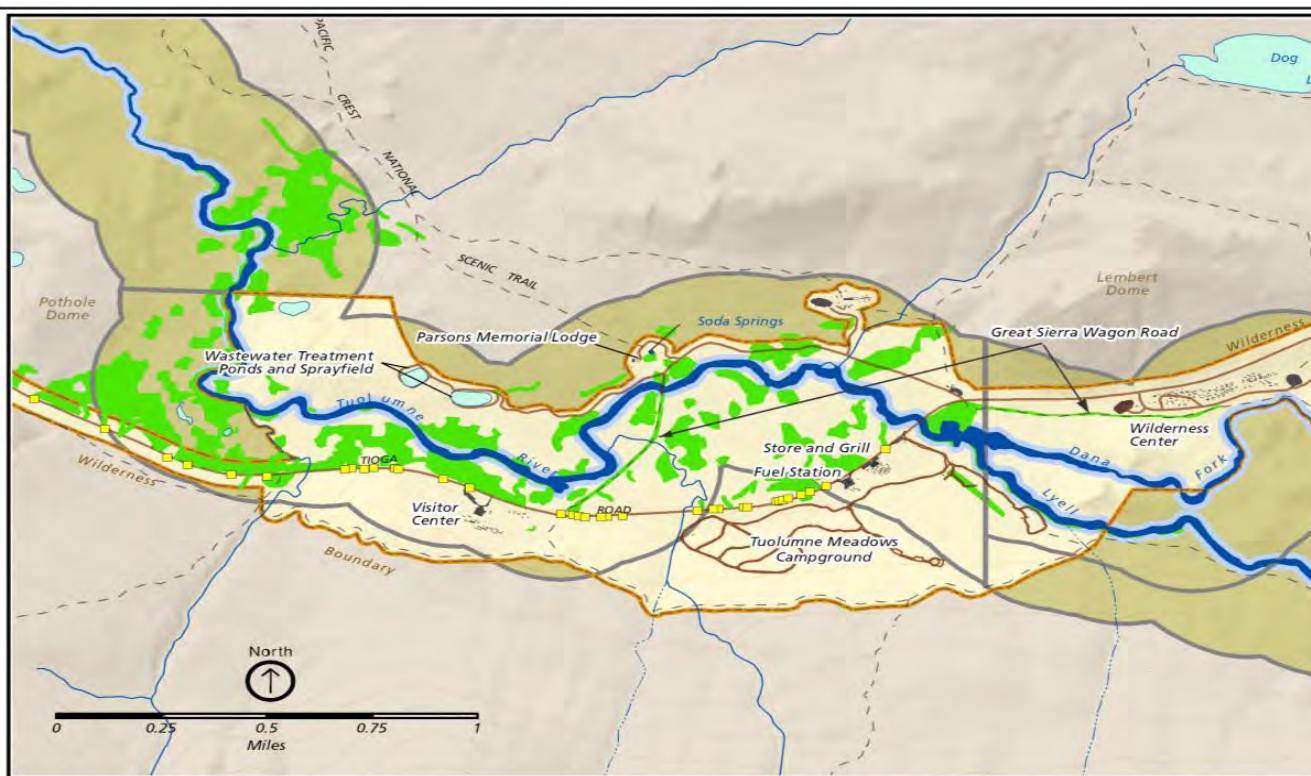 PACIFIC
CREST
NATIONAL
SCENIC TRAIL
Dog
L
Pothole
Dome
Lembert
Dome
Soda Springs
Parsons Memorial Lodge
Great Sierra Wagon Road
Wastewater Treatment
Ponds and Sprayfield
Wilderness
Tuolumne
River
Wilderness
Center
Store and Grill
Fuel Station
Dana
Fork
Lyell
TIOGA
ROAD
Wilderness
Boundary
Visitor
Center
Tuolumne Meadows
Campground
North
0 0.25 0.5 0.75 1
Miles